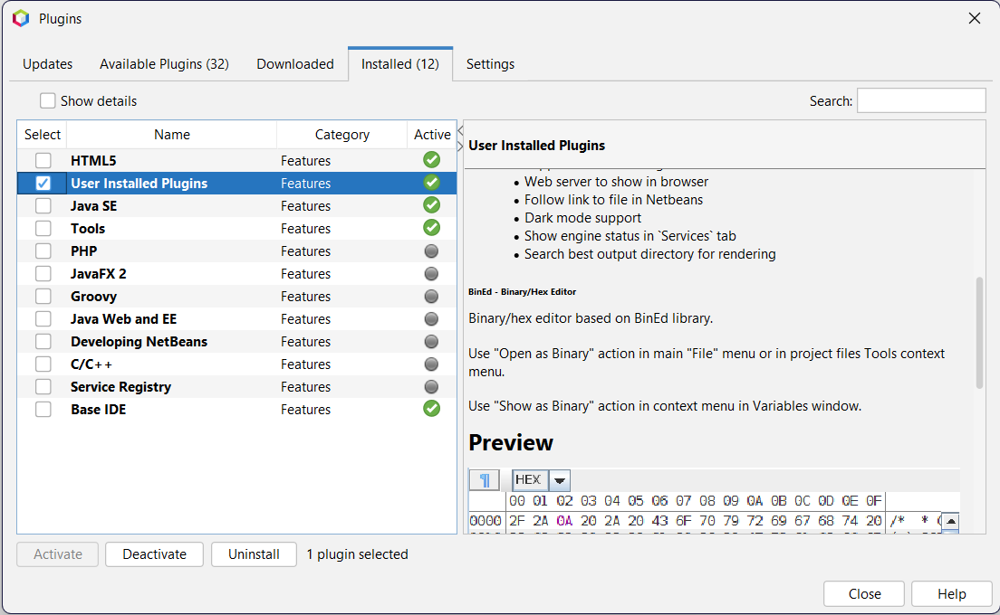 Plugins
Updates Available Plugins (32) Downloaded Installed (12) Settings
Show details Search:
Select Name Category Active
HTML5 Features
User Installed Plugins Features
Java SE Features
Tools Features
PHP Features
JavaFX 2 Features
Groovy Features
Java Web and EE Features
Developing NetBeans Features
C/C++ Features
Service Registry Features
Base IDE Features
User Installed Plugins
• Web server to show in browser
• Follow link to file in Netbeans
• Dark mode support
• Show engine status in `Services` tab
• Search best output directory for rendering
BinEd - Binary/Hex Editor
Binary/hex editor based on BinEd library.
Use "Open as Binary" action in main "File" menu or in project files Tools context
menu.
Use "Show as Binary" action in context menu in Variables window.
Preview
¶ HEX
00 01 02 03 04 05 06 07 08 09 0A 0B 0C 0D 0E 0F
0000 2F 2A 0A 20 2A 20 43 6F 70 79 72 69 67 68 74 20 /* * 
Activate Deactivate Uninstall 1 plugin selected
Close Help